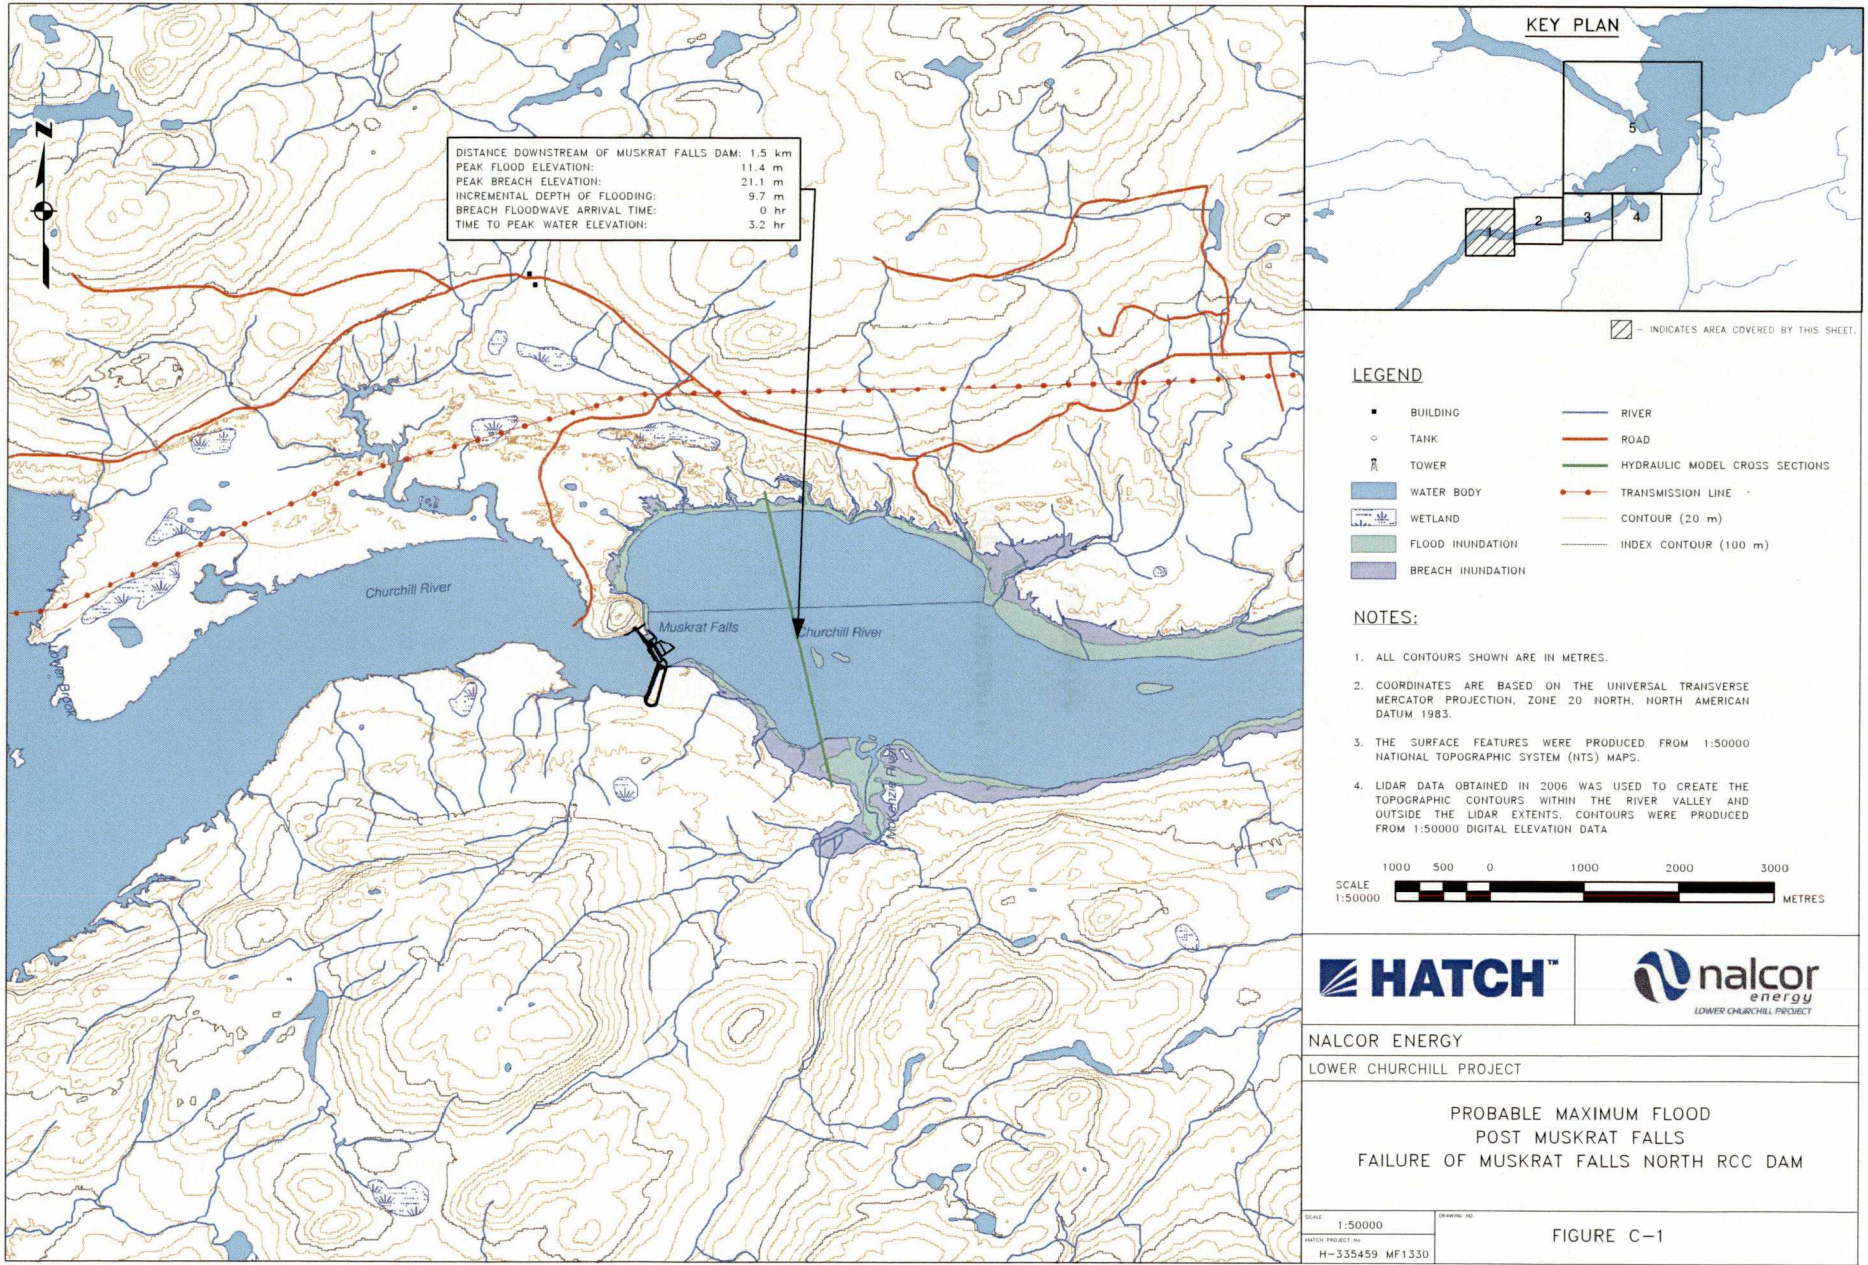 N
DISTANCE DOWNSTREAM OF MUSKRAT FALLS DAM: 1.5 km
PEAK FLOOD ELEVATION: 11.4 m
PEAK BREACH ELEVATION: 21.1 m
INCREMENTAL DEPTH OF FLOODING: 9.7 m
BREACH FLOODWAVE ARRIVAL TIME: 0 hr
TIME TO PEAK WATER ELEVATION: 3.2 hr
Churchill River
Muskrat Falls
Churchill River
Brook
McKenzie River
KEY PLAN
5
1
2
3
4
- INDICATES AREA COVERED BY THIS SHEET.
LEGEND
BUILDING
TANK
TOWER
WATER BODY
WETLAND
FLOOD INUNDATION
BREACH INUNDATION
RIVER
ROAD
HYDRAULIC MODEL CROSS SECTIONS
TRANSMISSION LINE
CONTOUR (20 m)
INDEX CONTOUR (100 m)
NOTES:
1. ALL CONTOURS SHOWN ARE IN METRES.
2. COORDINATES ARE BASED ON THE UNIVERSAL TRANSVERSE
MERCATOR PROJECTION, ZONE 20 NORTH, NORTH AMERICAN
DATUM 1983.
3. THE SURFACE FEATURES WERE PRODUCED FROM 1:50000
NATIONAL TOPOGRAPHIC SYSTEM (NTS) MAPS.
4. LIDAR DATA OBTAINED IN 2006 WAS USED TO CREATE THE
TOPOGRAPHIC CONTOURS WITHIN THE RIVER VALLEY AND
OUTSIDE THE LIDAR EXTENTS, CONTOURS WERE PRODUCED
FROM 1:50000 DIGITAL ELEVATION DATA
1000 500 0 1000 2000 3000
SCALE
1:50000
METRES
HATCH™
nalcor
energy
LOWER CHURCHILL PROJECT
NALCOR ENERGY
LOWER CHURCHILL PROJECT
PROBABLE MAXIMUM FLOOD
POST MUSKRAT FALLS
FAILURE OF MUSKRAT FALLS NORTH RCC DAM
SCALE
1:50000
HATCH PROJECT No.
H-335459 MF1330
DRAWING NO.
FIGURE C-1